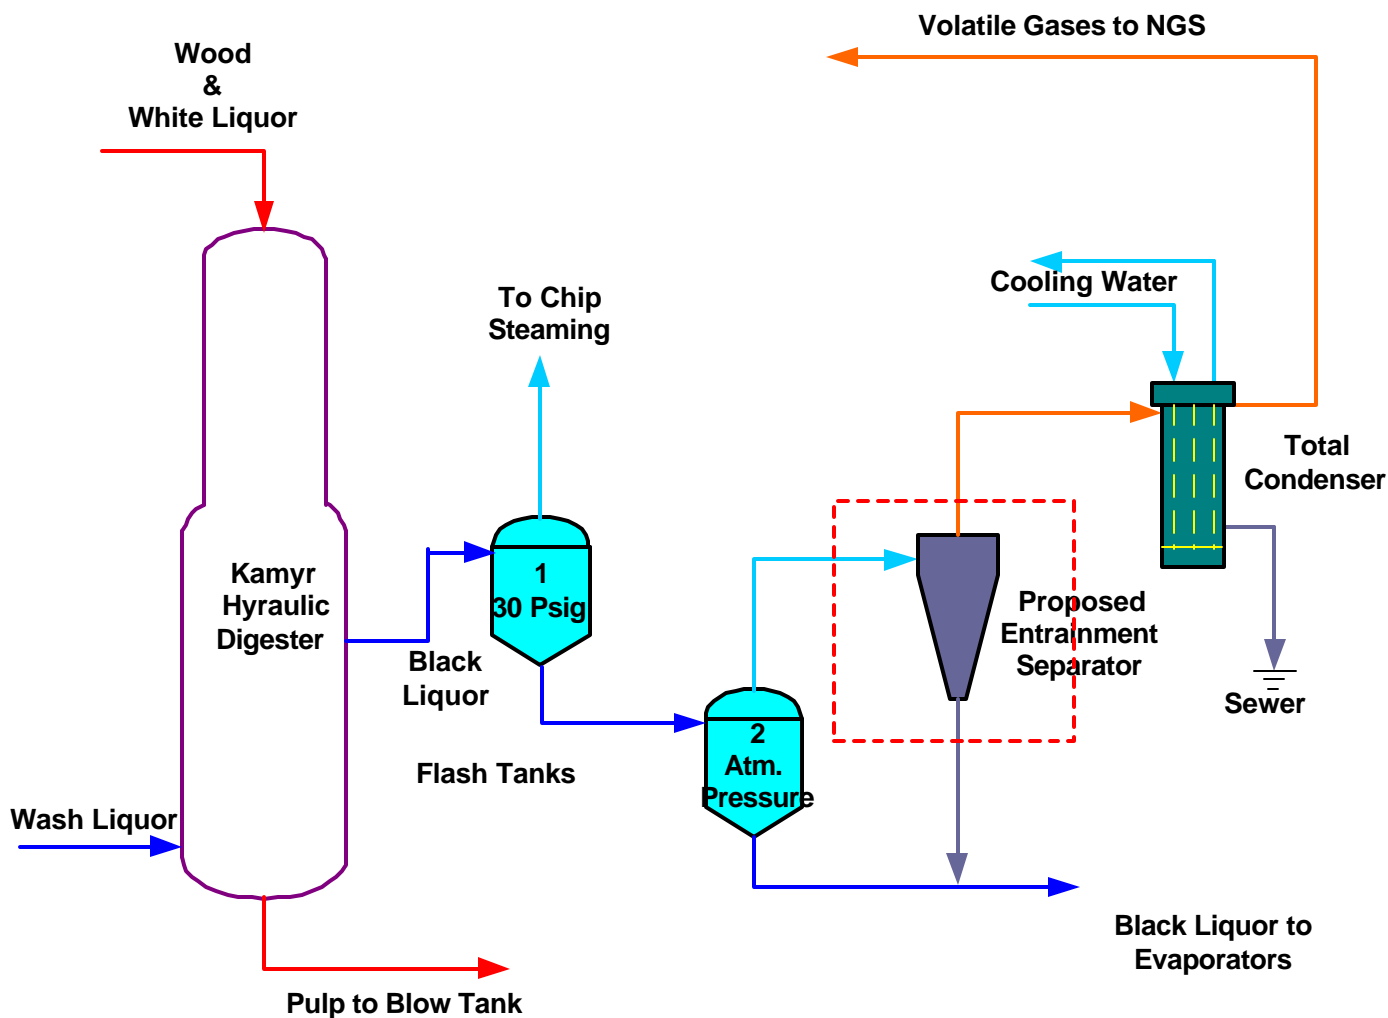 Volatile Gases to NGS
Wood
&
White Liquor
Cooling Water
To Chip
Steaming
Total
Condenser
1
30 Psig
Kamyr
Hyraulic
Digester
Proposed
Entrainment
Separator
Black
Liquor
Sewer
2
Atm.
Pressure
Flash Tanks
Wash Liquor
Black Liquor to
Evaporators
Pulp to Blow Tank